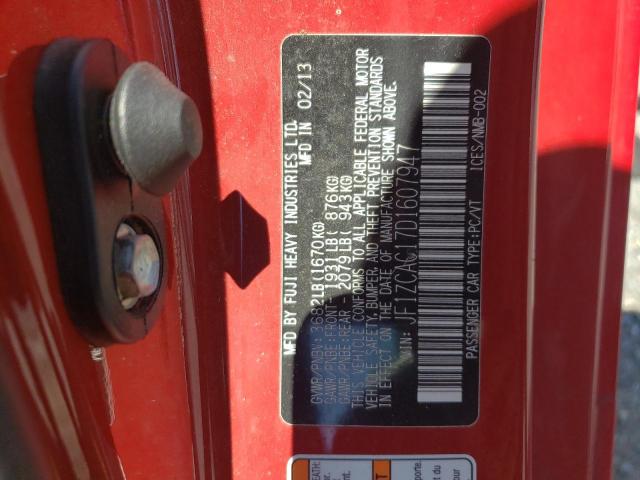 MFD BY FUJI HEAVY INDUSTRIES LTD.
MFD IN 02/13
GVWR/PNBV: 3682LB(1670KG)
GAWR/PNBE:FRONT 1931LB( 876KG)
GAWR/PNBE:REAR 2079LB( 943KG)
THIS VEHICLE CONFORMS TO ALL APPLICABLE FEDERAL MOTOR
VEHICLE SAFETY, BUMPER, AND THEFT PREVENTION STANDARDS
IN EFFECT ON THE DATE OF MANUFACTURE SHOWN ABOVE.
VIN: JF1ZCAC17D1607947
PASSENGER CAR TYPE:PC/VT ICES/NMB-002